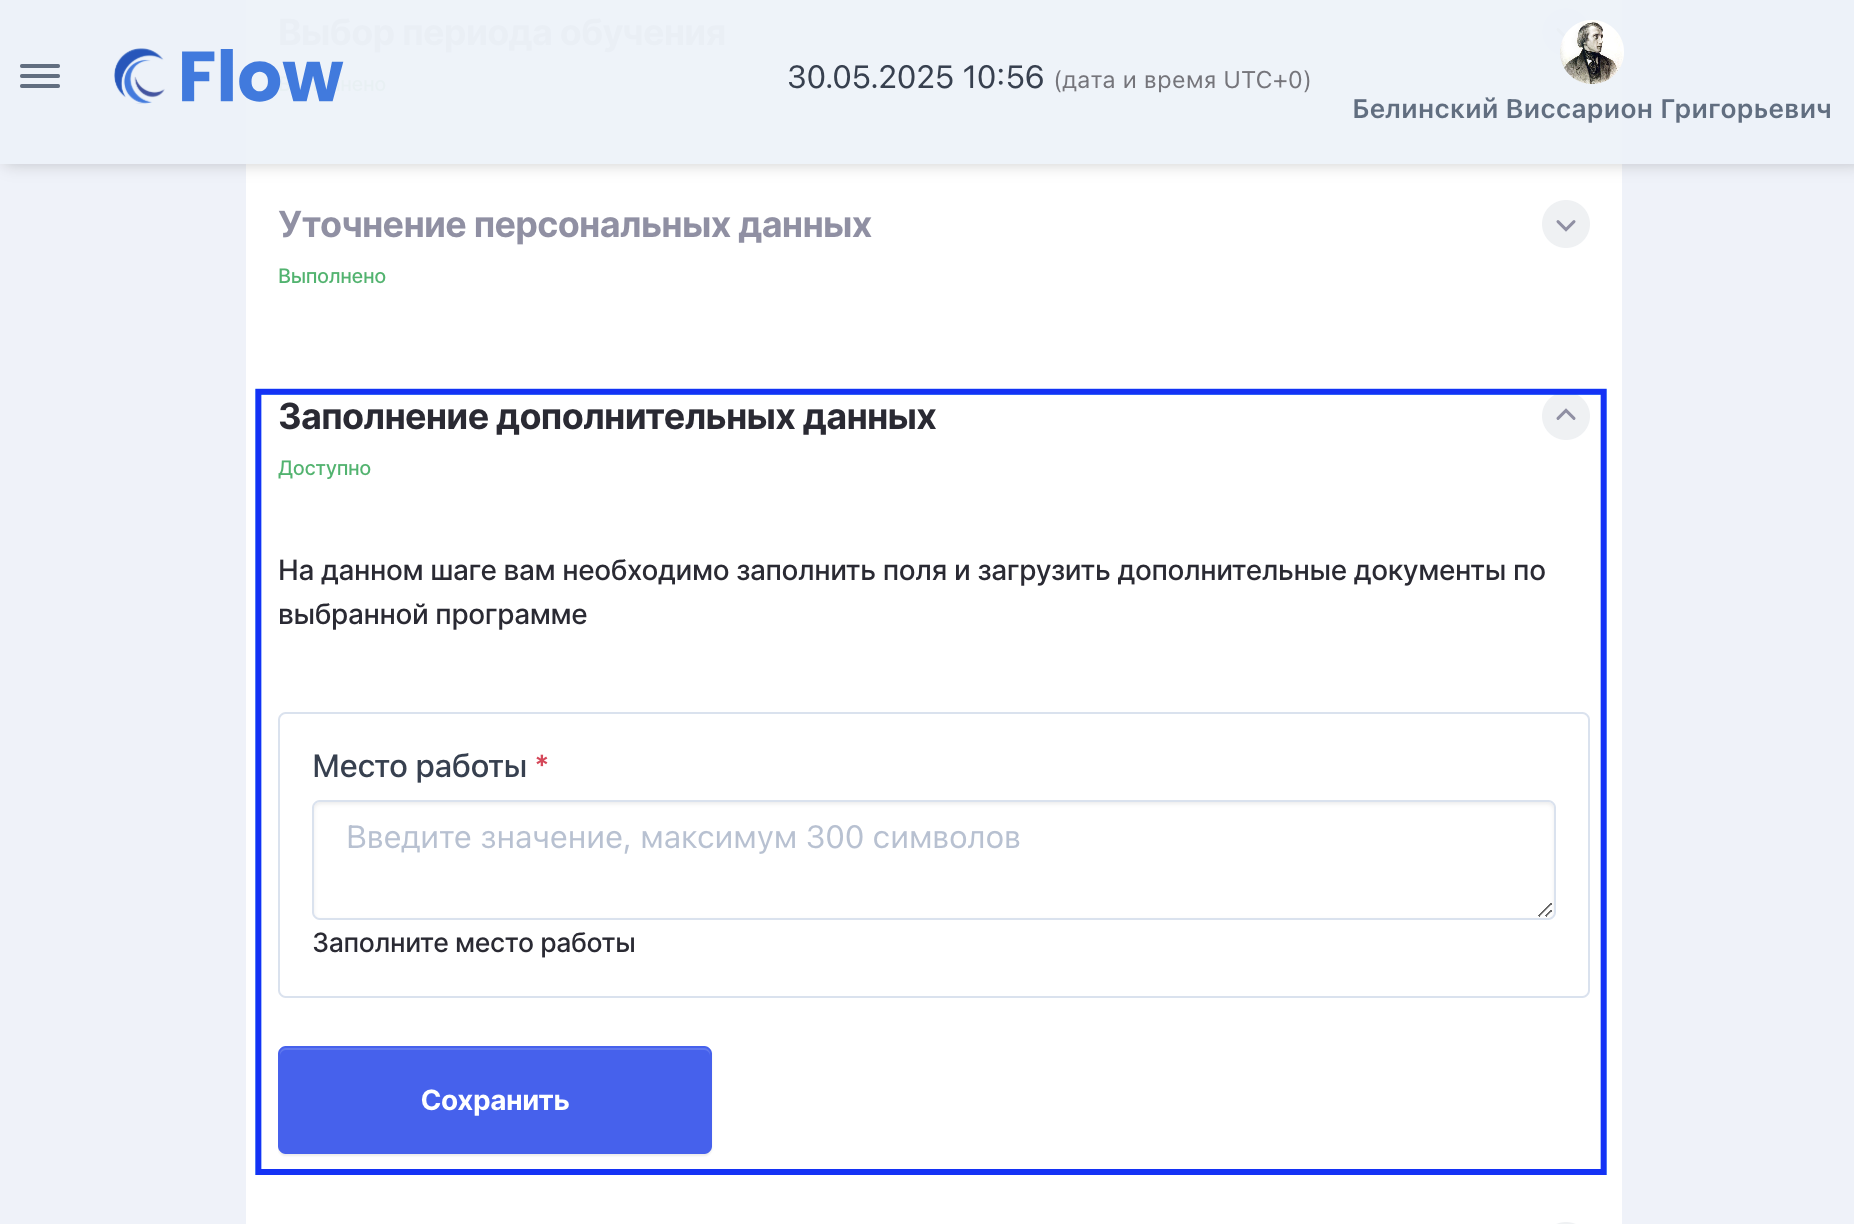 Выбор периода обучения
Flow
30.05.2025 10:56 (дата и время UTC+0)
Белинский Виссарион Григорьевич
Уточнение персональных данных
Выполнено
Заполнение дополнительных данных
Доступно
На данном шаге вам необходимо заполнить поля и загрузить дополнительные документы по
выбранной программе
Место работы *
Введите значение, максимум 300 символов
Заполните место работы
Сохранить